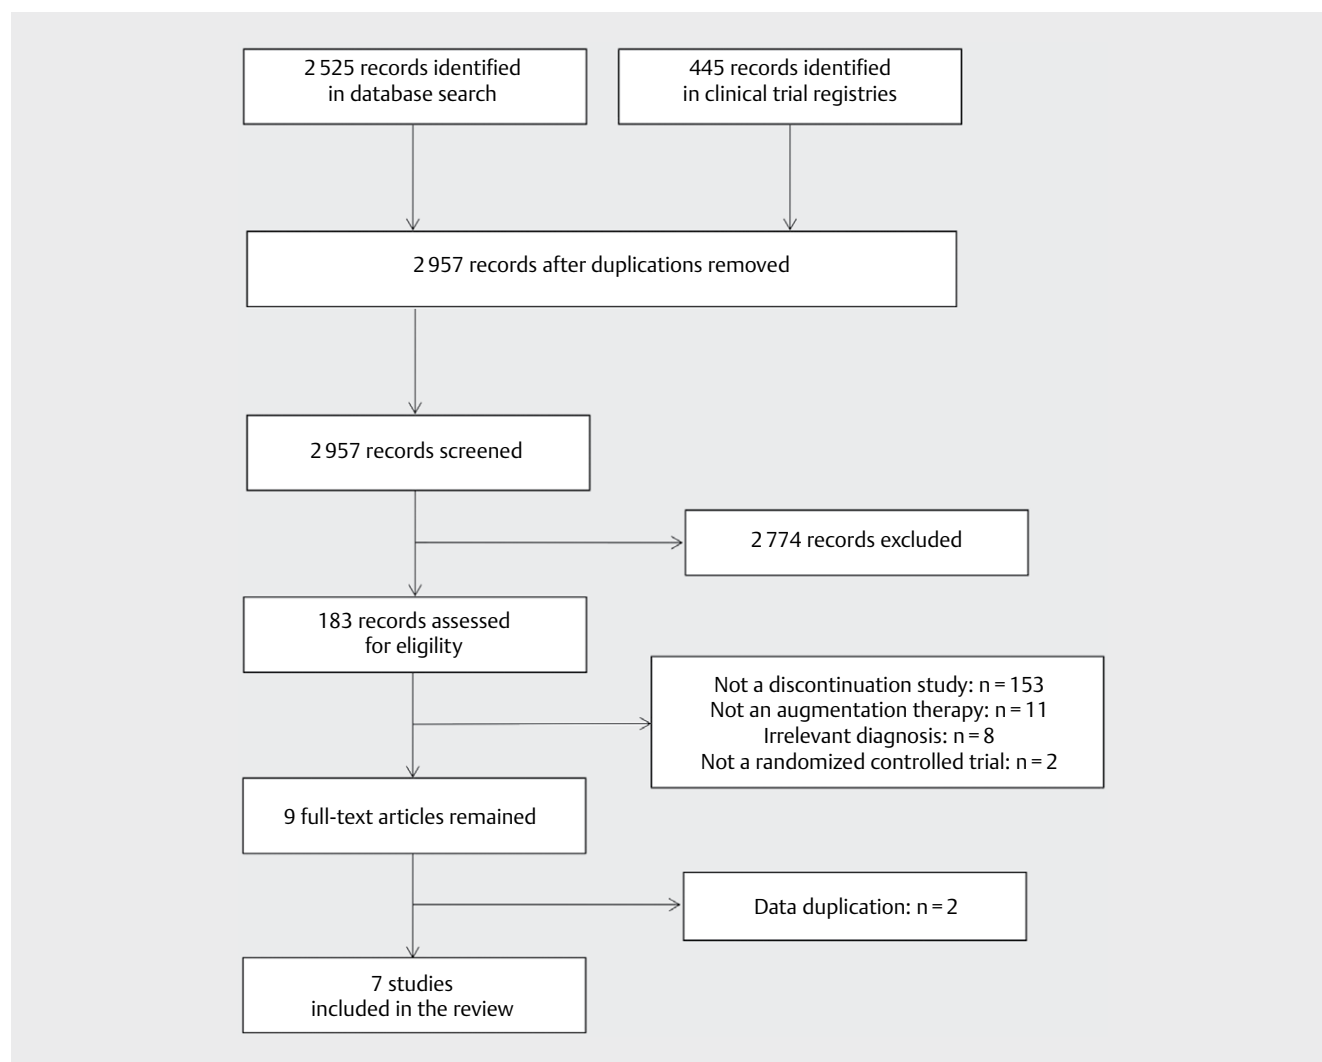 2 525 records identified
in database search
445 records identified
in clinical trial registries
2 957 records after duplications removed
2 957 records screened
2 774 records excluded
183 records assessed
for eligility
Not a discontinuation study: n = 153
Not an augmentation therapy: n = 11
Irrelevant diagnosis: n = 8
Not a randomized controlled trial: n = 2
9 full-text articles remained
Data duplication: n = 2
7 studies
included in the review